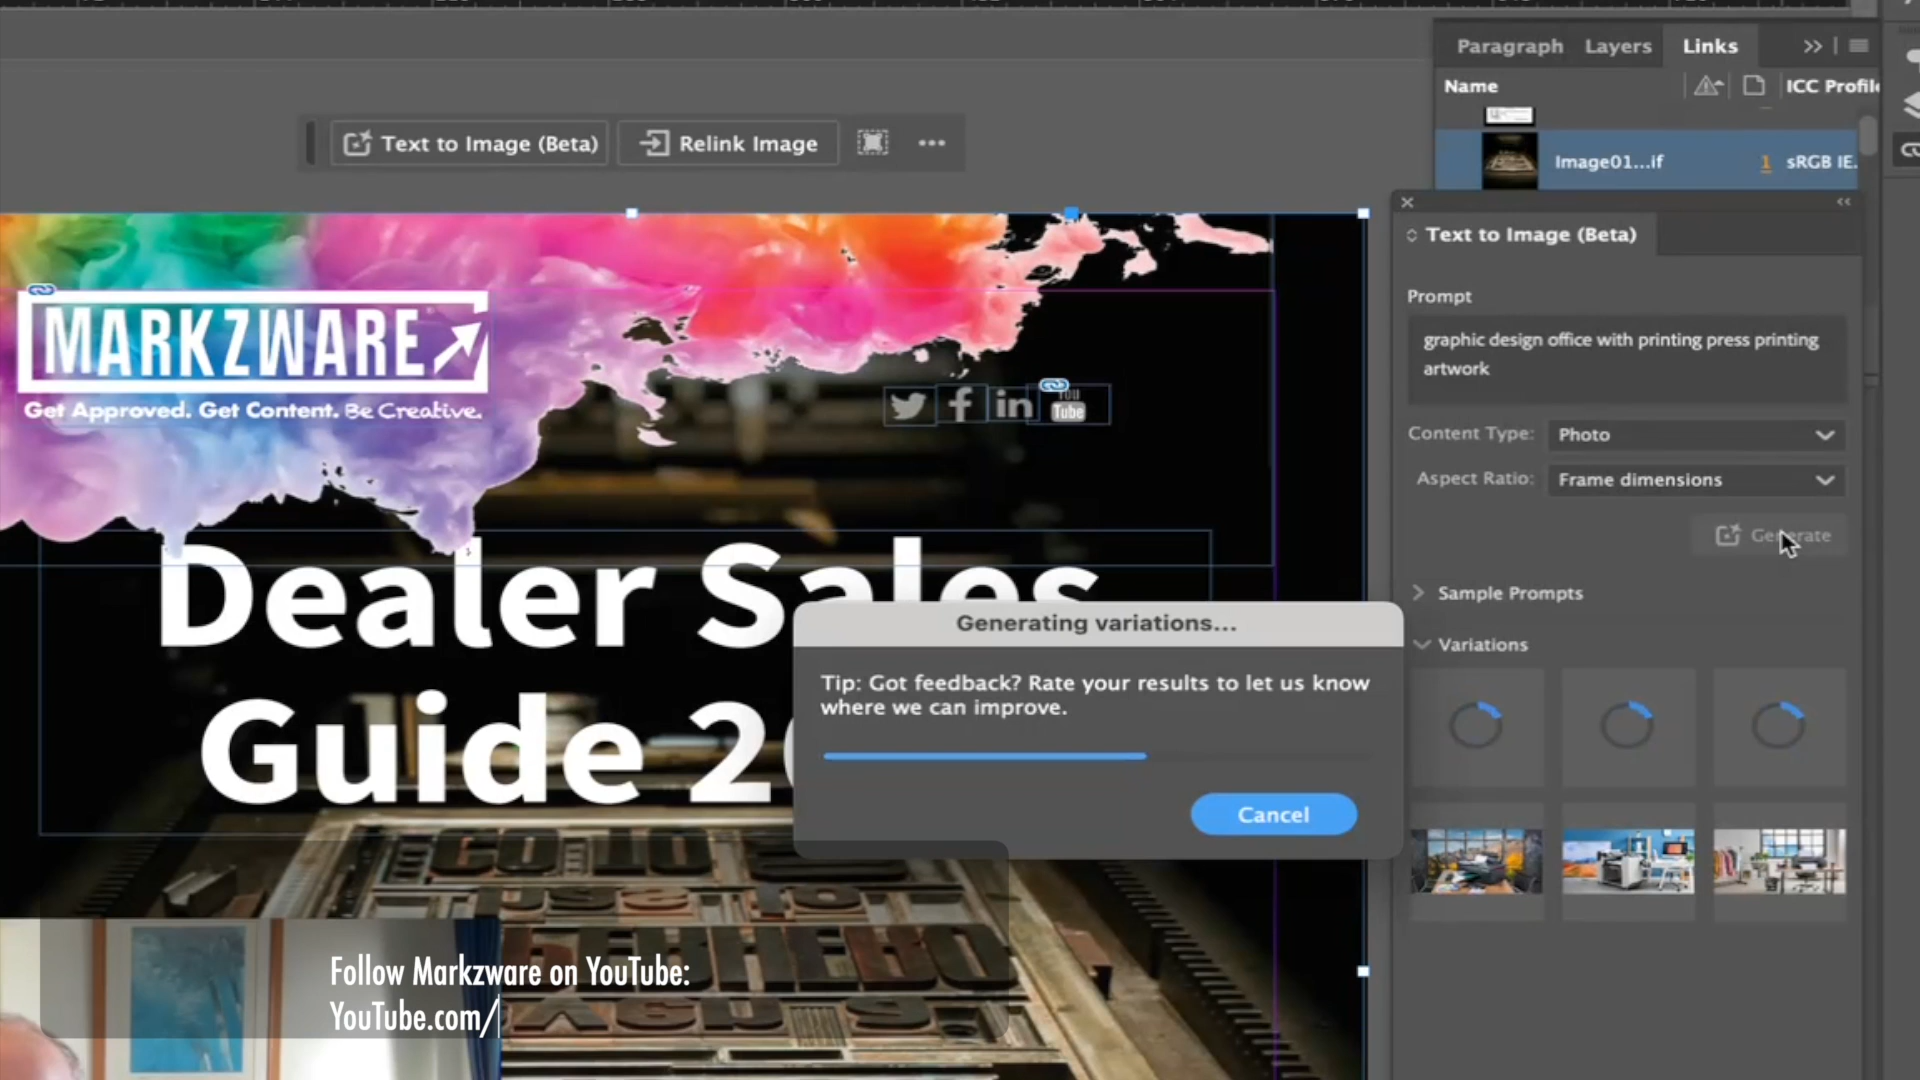 Paragraph Layers Links
Name ICC Profile
Text to Image (Beta) Relink Image
Image01...if 1 sRGB IE.
Text to Image (Beta)
Prompt
graphic design office with printing press printing
artwork
MARKZWARE
Get Approved. Get Content. Be Creative.
in You Tube
Content Type: Photo
Aspect Ratio: Frame dimensions
Generate
Dealer Sales
Guide 2
Sample Prompts
Generating variations...
Variations
Tip: Got feedback? Rate your results to let us know
where we can improve.
Cancel
Follow Markzware on YouTube:
YouTube.com/